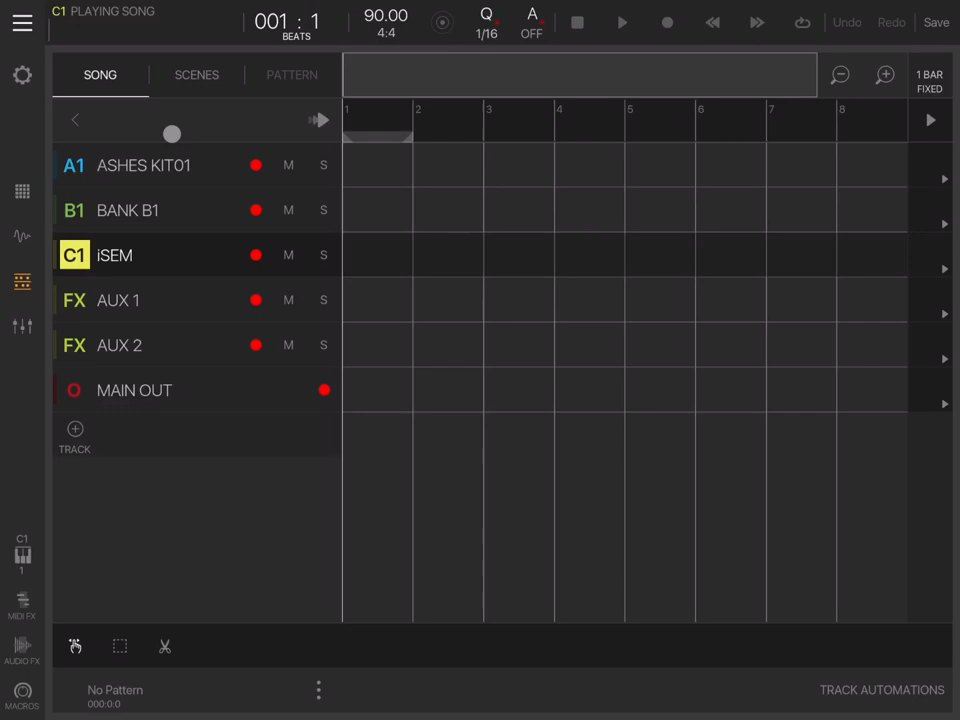 C1 PLAYING SONG
001 : 1
BEATS
90.00
4:4
Q
1/16
A
OFF
Undo
Redo
Save
SONG
SCENES
PATTERN
1 BAR
FIXED
1
2
3
4
5
6
7
8
A1 ASHES KIT01 M S
B1 BANK B1 M S
C1 iSEM M S
FX AUX 1 M S
FX AUX 2 M S
O MAIN OUT
TRACK
C1
1
MIDI FX
AUDIO FX
MACROS
No Pattern
000:0:0
TRACK AUTOMATIONS